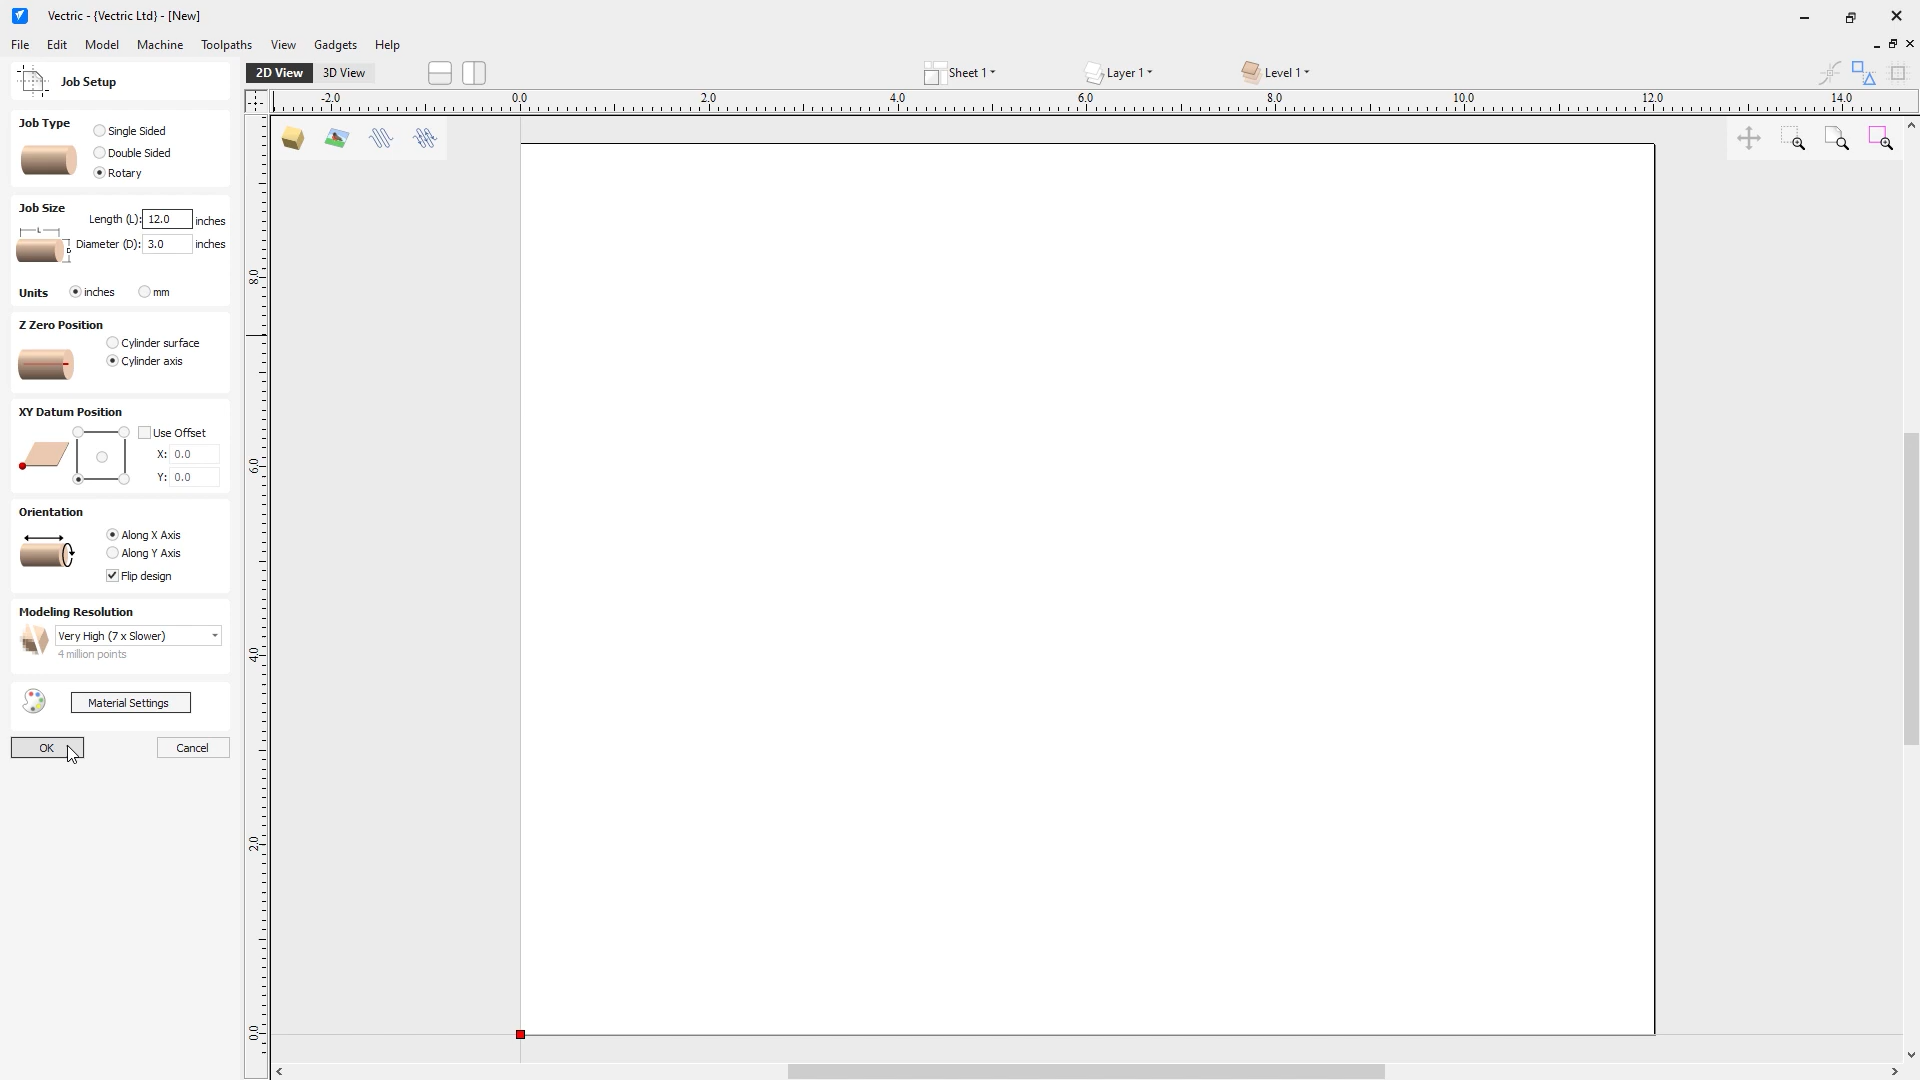 Vectric - {Vectric Ltd} - [New]
File Edit Model Machine Toolpaths View Gadgets Help
Job Setup
2D View 3D View Sheet 1 Layer 1 Level 1
-2.0 0.0 2.0 4.0 6.0 8.0 10.0 12.0 14.0
Job Type
Single Sided
Double Sided
Rotary
Job Size
Length (L): 12.0 inches
L
Diameter (D): 3.0 inches
D
Units inches mm
Z Zero Position
Cylinder surface
Cylinder axis
XY Datum Position
Use Offset
X: 0.0
Y: 0.0
Orientation
Along X Axis
Along Y Axis
Flip design
Modeling Resolution
Very High (7 x Slower)
4 million points
Material Settings
OK Cancel
8.0
6.0
4.0
2.0
0.0